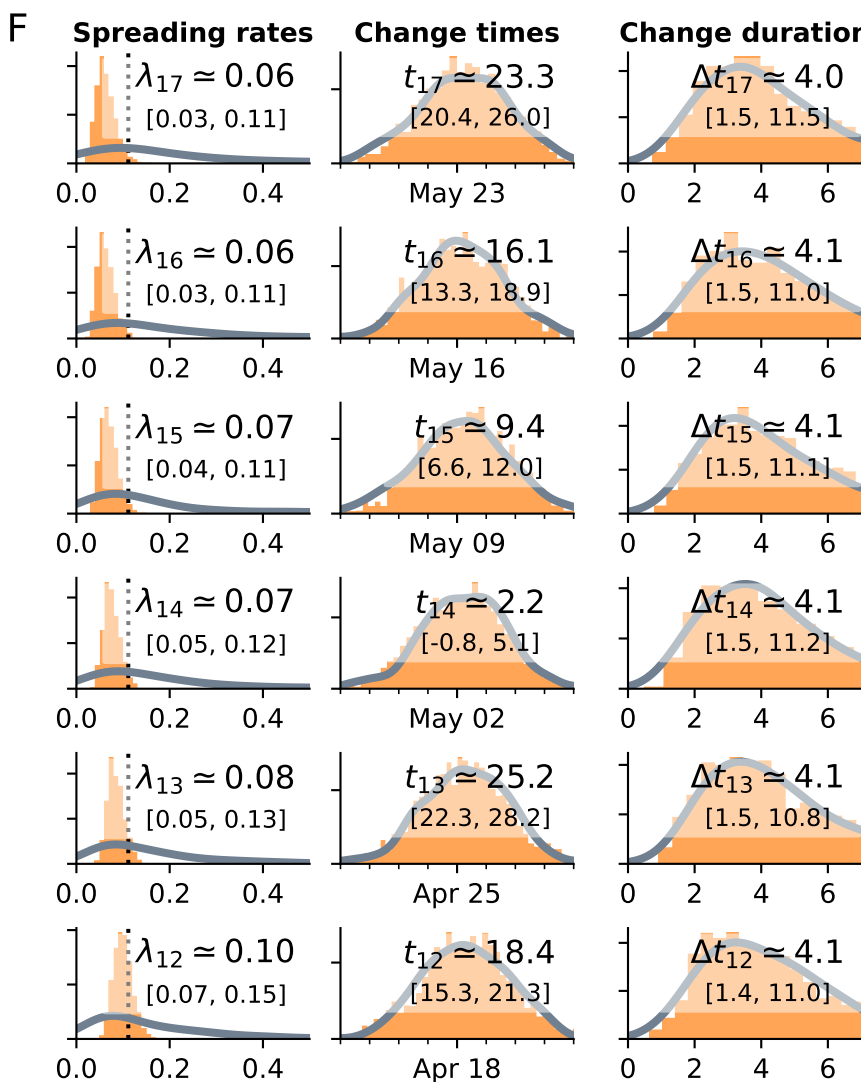 F
Spreading rates Change times Change duration
λ17 ≃ 0.06 t17 ≃ 23.3 Δt17 ≃ 4.0
[0.03, 0.11] [20.4, 26.0] [1.5, 11.5]
0.0 0.2 0.4 May 23 0 2 4 6
λ16 ≃ 0.06 t16 ≃ 16.1 Δt16 ≃ 4.1
[0.03, 0.11] [13.3, 18.9] [1.5, 11.0]
0.0 0.2 0.4 May 16 0 2 4 6
λ15 ≃ 0.07 t15 ≃ 9.4 Δt15 ≃ 4.1
[0.04, 0.11] [6.6, 12.0] [1.5, 11.1]
0.0 0.2 0.4 May 09 0 2 4 6
λ14 ≃ 0.07 t14 ≃ 2.2 Δt14 ≃ 4.1
[0.05, 0.12] [-0.8, 5.1] [1.5, 11.2]
0.0 0.2 0.4 May 02 0 2 4 6
λ13 ≃ 0.08 t13 ≃ 25.2 Δt13 ≃ 4.1
[0.05, 0.13] [22.3, 28.2] [1.5, 10.8]
0.0 0.2 0.4 Apr 25 0 2 4 6
λ12 ≃ 0.10 t12 ≃ 18.4 Δt12 ≃ 4.1
[0.07, 0.15] [15.3, 21.3] [1.4, 11.0]
0.0 0.2 0.4 Apr 18 0 2 4 6